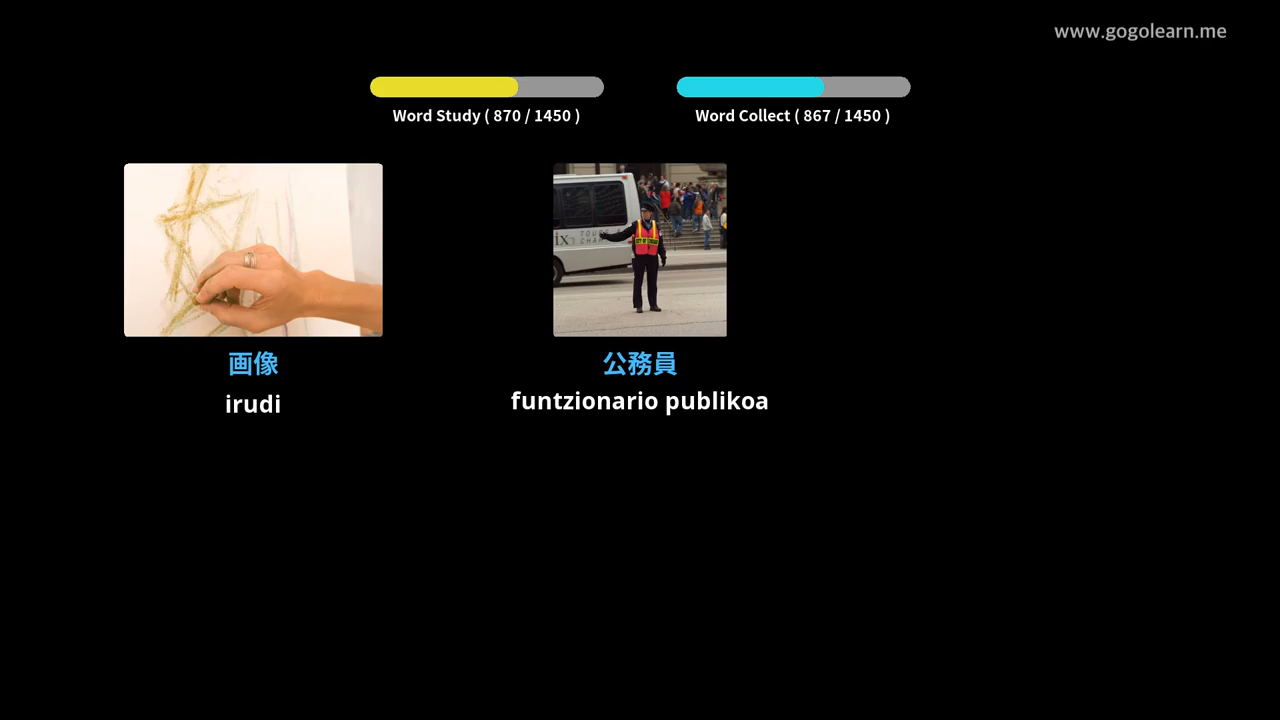 www.gogolearn.me
Word Study ( 870 / 1450 )
Word Collect ( 867 / 1450 )
画像
irudi
公務員
funtzionario publikoa